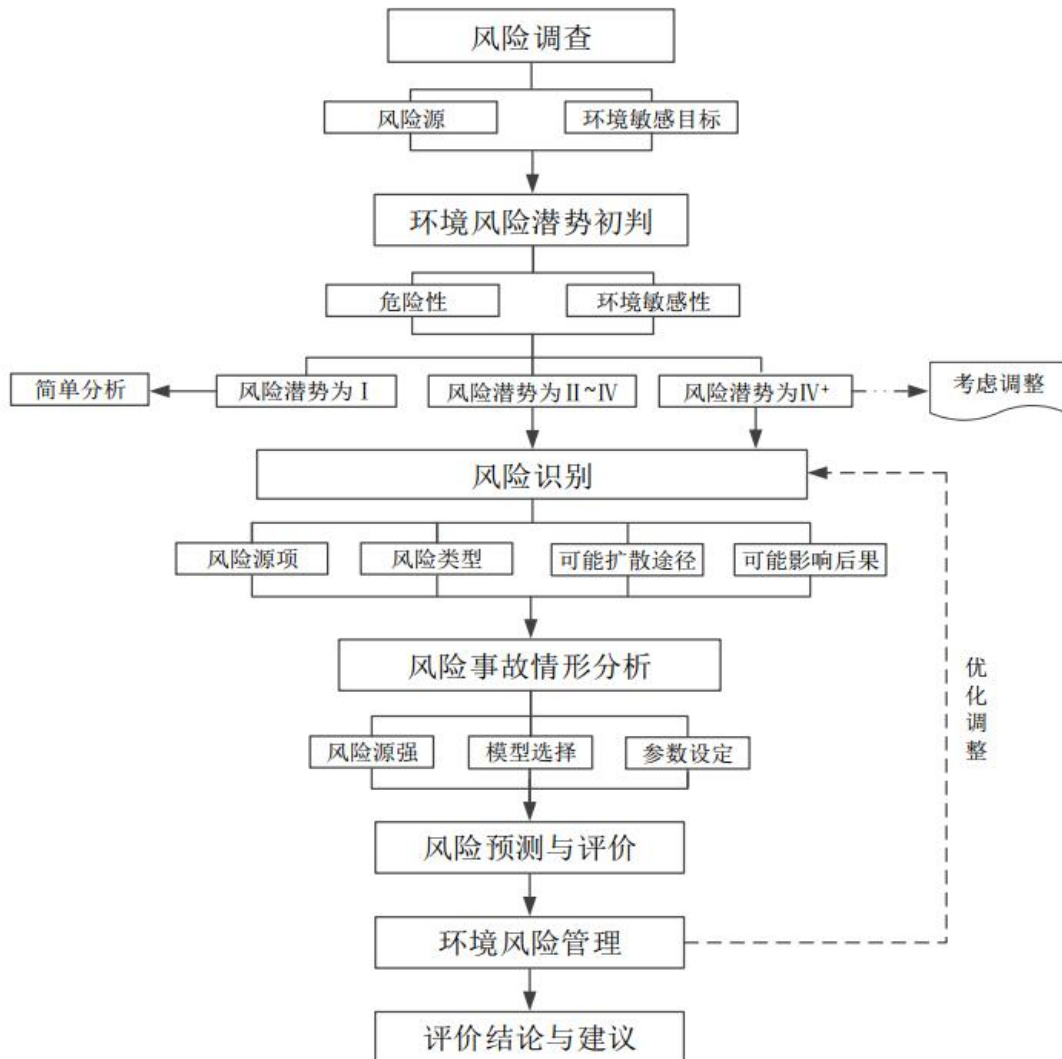 风险调查
风险源
环境敏感目标
环境风险潜势初判
危险性
环境敏感性
简单分析
风险潜势为Ⅰ
风险潜势为Ⅱ~Ⅳ
风险潜势为Ⅳ+
考虑调整
风险识别
风险源项
风险类型
可能扩散途径
可能影响后果
风险事故情形分析
风险源强
模型选择
参数设定
优化调整
风险预测与评价
环境风险管理
评价结论与建议